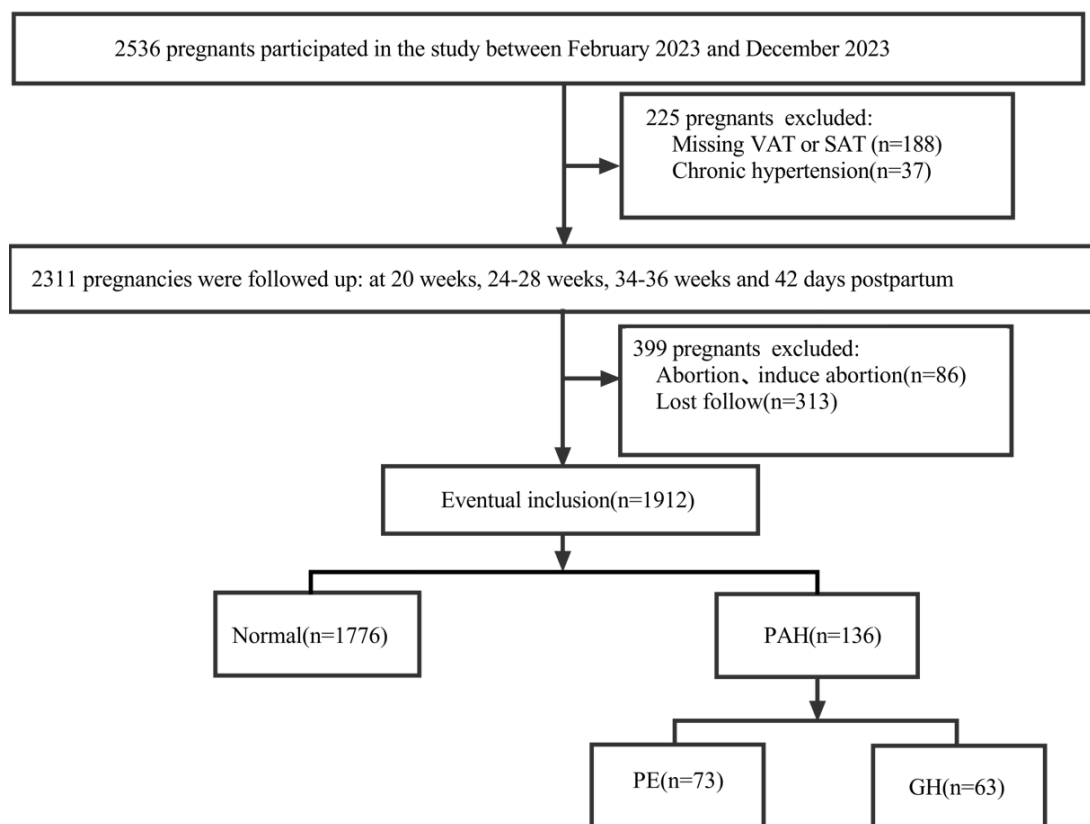 2536 pregnants participated in the study between February 2023 and December 2023
225 pregnants excluded:
Missing VAT or SAT (n=188)
Chronic hypertension(n=37)
2311 pregnancies were followed up: at 20 weeks, 24-28 weeks, 34-36 weeks and 42 days postpartum
399 pregnants excluded:
Abortion、induce abortion(n=86)
Lost follow(n=313)
Eventual inclusion(n=1912)
Normal(n=1776)
PAH(n=136)
PE(n=73)
GH(n=63)